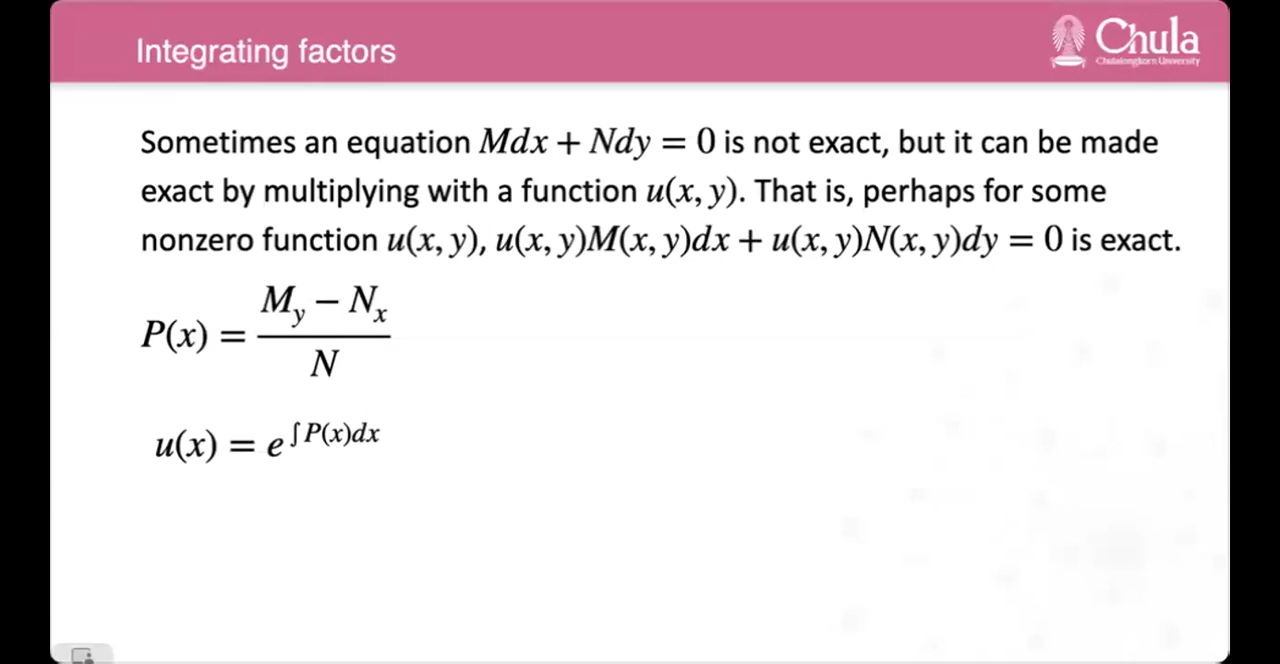 Integrating factors
Chula
Chulalongkorn University
Sometimes an equation Mdx + Ndy = 0 is not exact, but it can be made
exact by multiplying with a function u(x, y). That is, perhaps for some
nonzero function u(x, y), u(x, y)M(x, y)dx + u(x, y)N(x, y)dy = 0 is exact.
P(x) = \frac{M_y − N_x}{N}
u(x) = e^{∫P(x)dx}